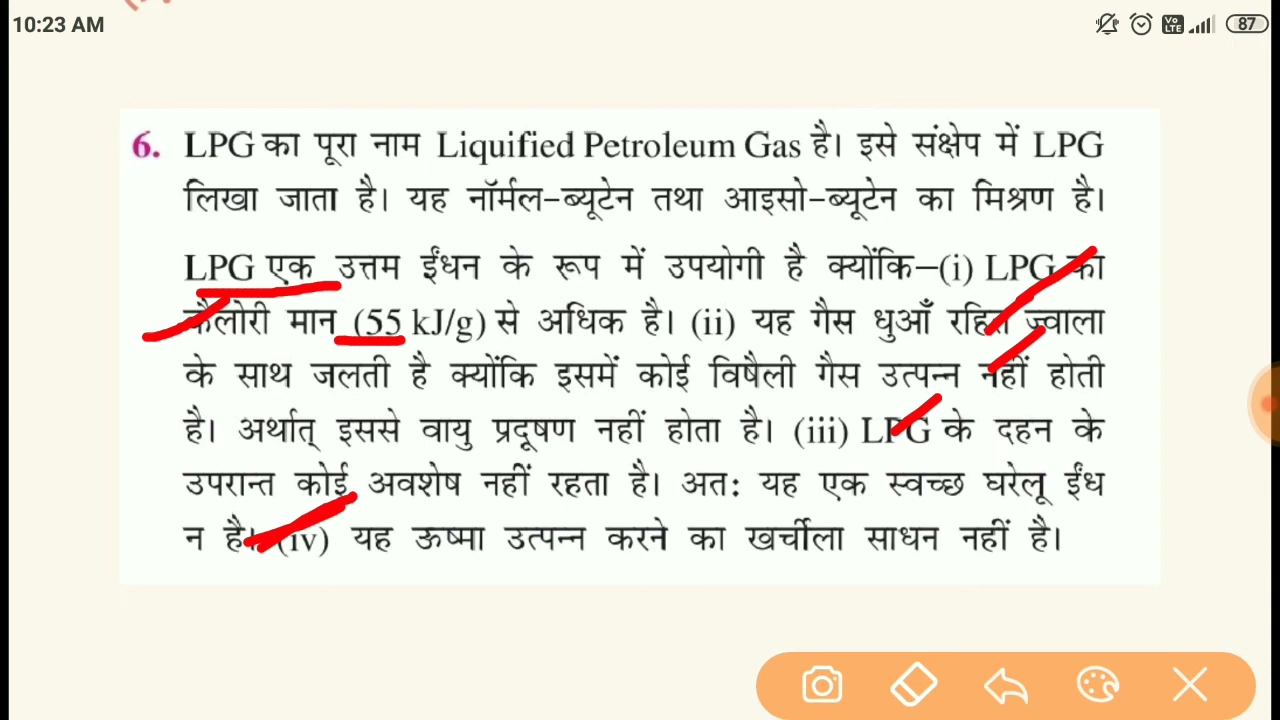 10:23 AM
Vo LTE
87
6. LPG का पूरा नाम Liquified Petroleum Gas है। इसे संक्षेप में LPG
लिखा जाता है। यह नॉर्मल-ब्यूटेन तथा आइसो-ब्यूटेन का मिश्रण है।
LPG एक उत्तम ईंधन के रूप में उपयोगी है क्योंकि–(i) LPG का
कैलोरी मान (55 kJ/g) से अधिक है। (ii) यह गैस धुआँ रहित ज्वाला
के साथ जलती है क्योंकि इसमें कोई विषैली गैस उत्पन्न नहीं होती
है। अर्थात् इससे वायु प्रदूषण नहीं होता है। (iii) LPG के दहन के
उपरान्त कोई अवशेष नहीं रहता है। अत: यह एक स्वच्छ घरेलू ईंध
न है। (iv) यह ऊष्मा उत्पन्न करने का खर्चीला साधन नहीं है।